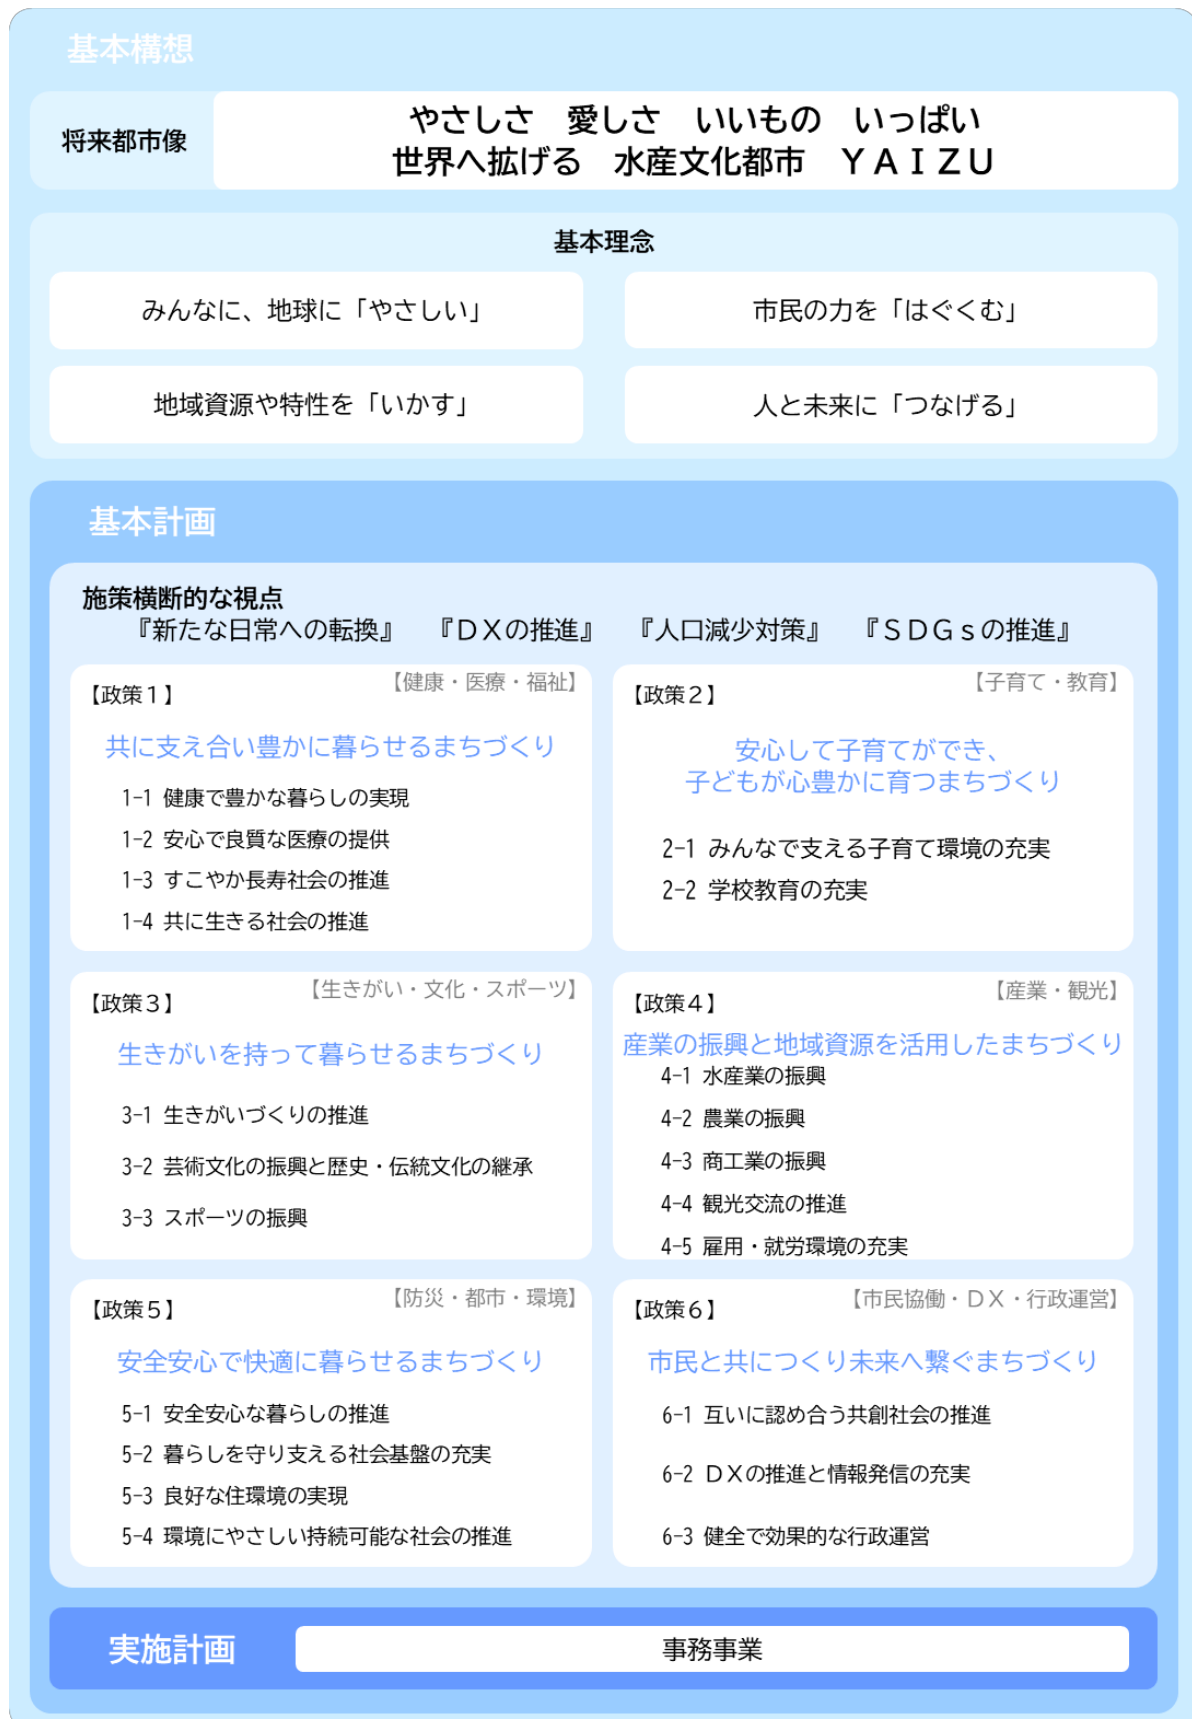 基本構想
将来都市像
やさしさ　愛しさ　いいもの　いっぱい
世界へ拡げる　水産文化都市　ＹＡＩＺＵ
基本理念
みんなに、地球に「やさしい」
市民の力を「はぐくむ」
地域資源や特性を「いかす」
人と未来に「つなげる」
基本計画
施策横断的な視点
『新たな日常への転換』　『ＤＸの推進』　『人口減少対策』　『ＳＤＧｓの推進』
【政策１】
【健康・医療・福祉】
共に支え合い豊かに暮らせるまちづくり
1-1 健康で豊かな暮らしの実現
1-2 安心で良質な医療の提供
1-3 すこやか長寿社会の推進
1-4 共に生きる社会の推進
【政策２】
【子育て・教育】
安心して子育てができ、
子どもが心豊かに育つまちづくり
2-1 みんなで支える子育て環境の充実
2-2 学校教育の充実
【政策３】
【生きがい・文化・スポーツ】
生きがいを持って暮らせるまちづくり
3-1 生きがいづくりの推進
3-2 芸術文化の振興と歴史・伝統文化の継承
3-3 スポーツの振興
【政策４】
【産業・観光】
産業の振興と地域資源を活用したまちづくり
4-1 水産業の振興
4-2 農業の振興
4-3 商工業の振興
4-4 観光交流の推進
4-5 雇用・就労環境の充実
【政策５】
【防災・都市・環境】
安全安心で快適に暮らせるまちづくり
5-1 安全安心な暮らしの推進
5-2 暮らしを守り支える社会基盤の充実
5-3 良好な住環境の実現
5-4 環境にやさしい持続可能な社会の推進
【政策６】
【市民協働・ＤＸ・行政運営】
市民と共につくり未来へ繋ぐまちづくり
6-1 互いに認め合う共創社会の推進
6-2 ＤＸの推進と情報発信の充実
6-3 健全で効果的な行政運営
実施計画
事務事業